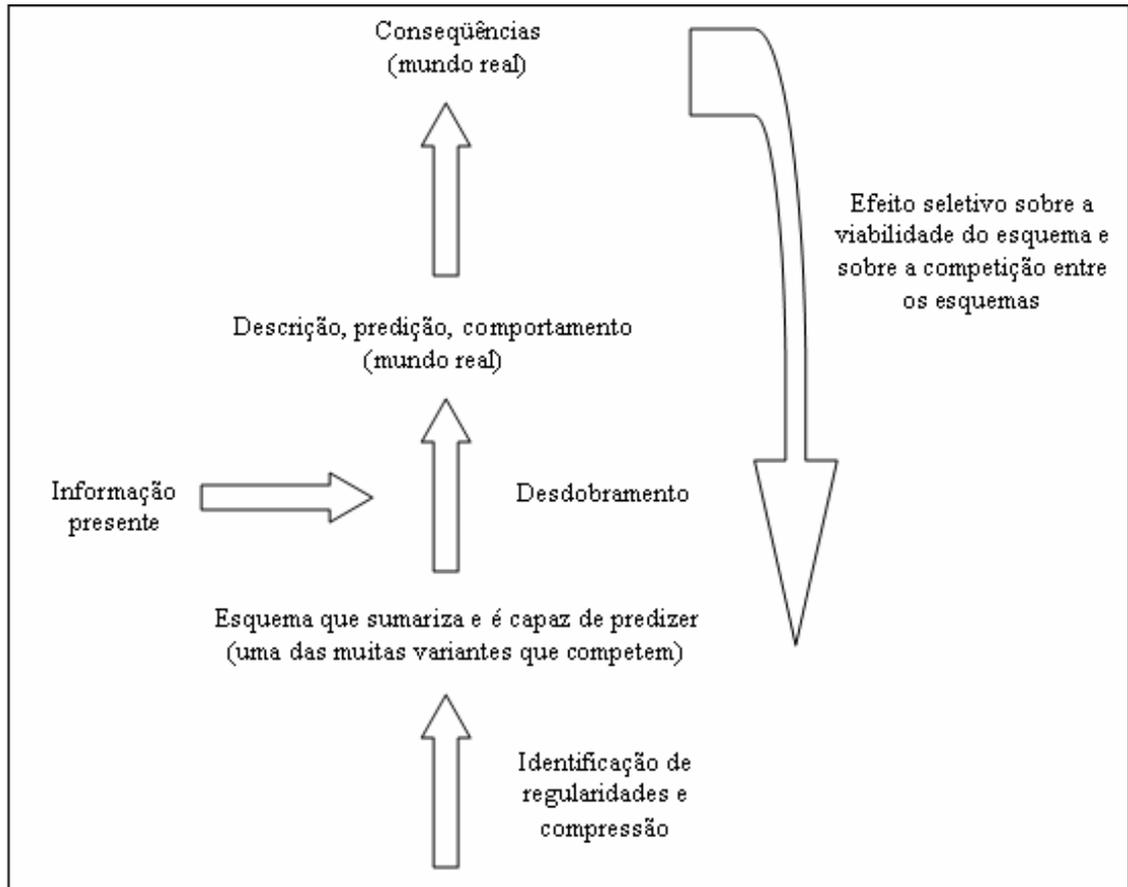 Conseqüências
(mundo real)
Efeito seletivo sobre a
viabilidade do esquema e
sobre a competição entre
os esquemas
Descrição, predição, comportamento
(mundo real)
Informação
presente
Desdobramento
Esquema que sumariza e é capaz de predizer
(uma das muitas variantes que competem)
Identificação de
regularidades e
compressão